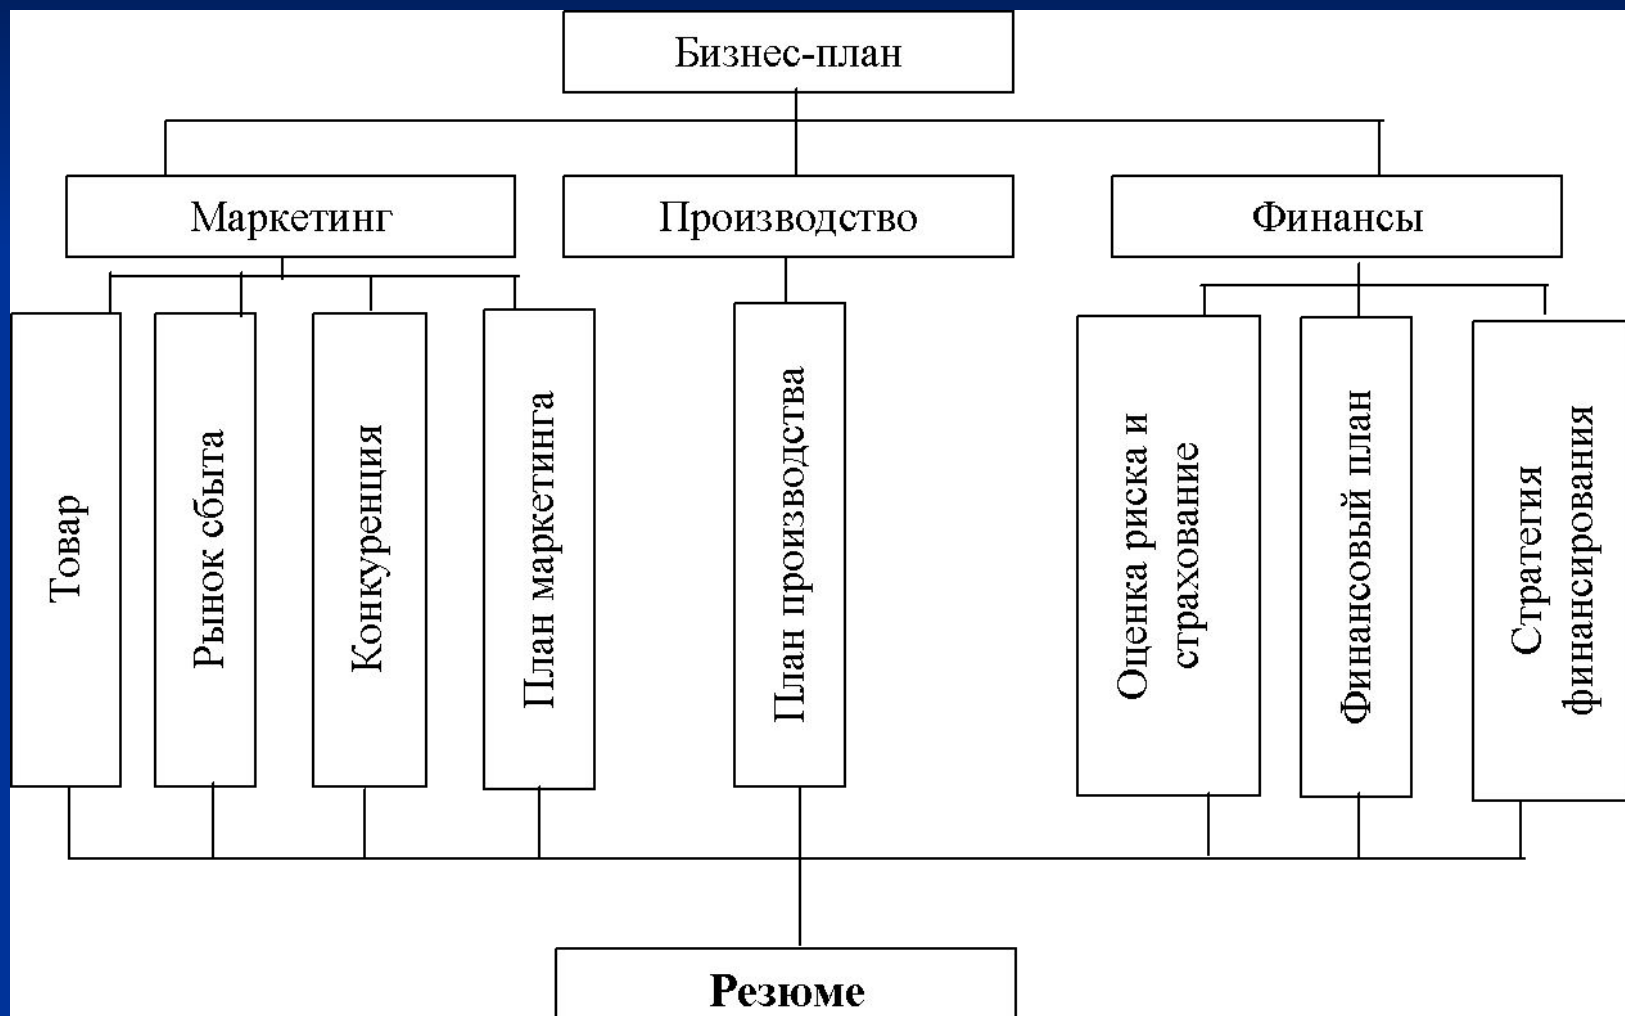 Бизнес-план
Маркетинг
Производство
Финансы
Товар
Рынок сбыта
Конкуренция
План маркетинга
План производства
Оценка риска и
страхование
Финансовый план
Стратегия
финансирования
Резюме